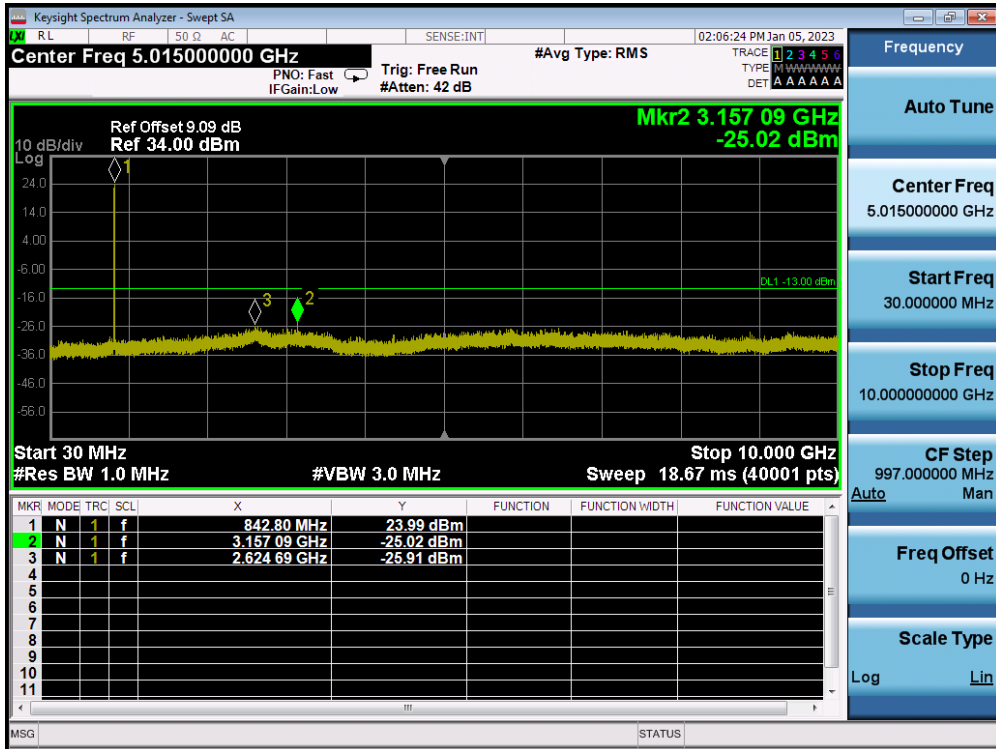 Keysight Spectrum Analyzer - Swept SA
LXI RL RF 50 Ω AC SENSE:INT 02:06:24 PM Jan 05, 2023
Center Freq 5.015000000 GHz #Avg Type: RMS TRACE 1 2 3 4 5 6
PNO: Fast Trig: Free Run TYPE M W W W W W
IFGain:Low #Atten: 42 dB DET A A A A A A
Mkr2 3.157 09 GHz
Ref Offset 9.09 dB
10 dB/div Ref 34.00 dBm -25.02 dBm
Log
1
24.0
14.0
4.00
-6.00
DL1 -13.00 dBm
-16.0
3 2
-26.0
-36.0
-46.0
-56.0
Start 30 MHz Stop 10.000 GHz
#Res BW 1.0 MHz #VBW 3.0 MHz Sweep 18.67 ms (40001 pts)
MKR MODE TRC SCL X Y FUNCTION FUNCTION WIDTH FUNCTION VALUE
1 N 1 f 842.80 MHz 23.99 dBm
2 N 1 f 3.157 09 GHz -25.02 dBm
3 N 1 f 2.624 69 GHz -25.91 dBm
4
5
6
7
8
9
10
11
MSG STATUS
Frequency
Auto Tune
Center Freq
5.015000000 GHz
Start Freq
30.000000 MHz
Stop Freq
10.000000000 GHz
CF Step
997.000000 MHz
Auto Man
Freq Offset
0 Hz
Scale Type
Log Lin